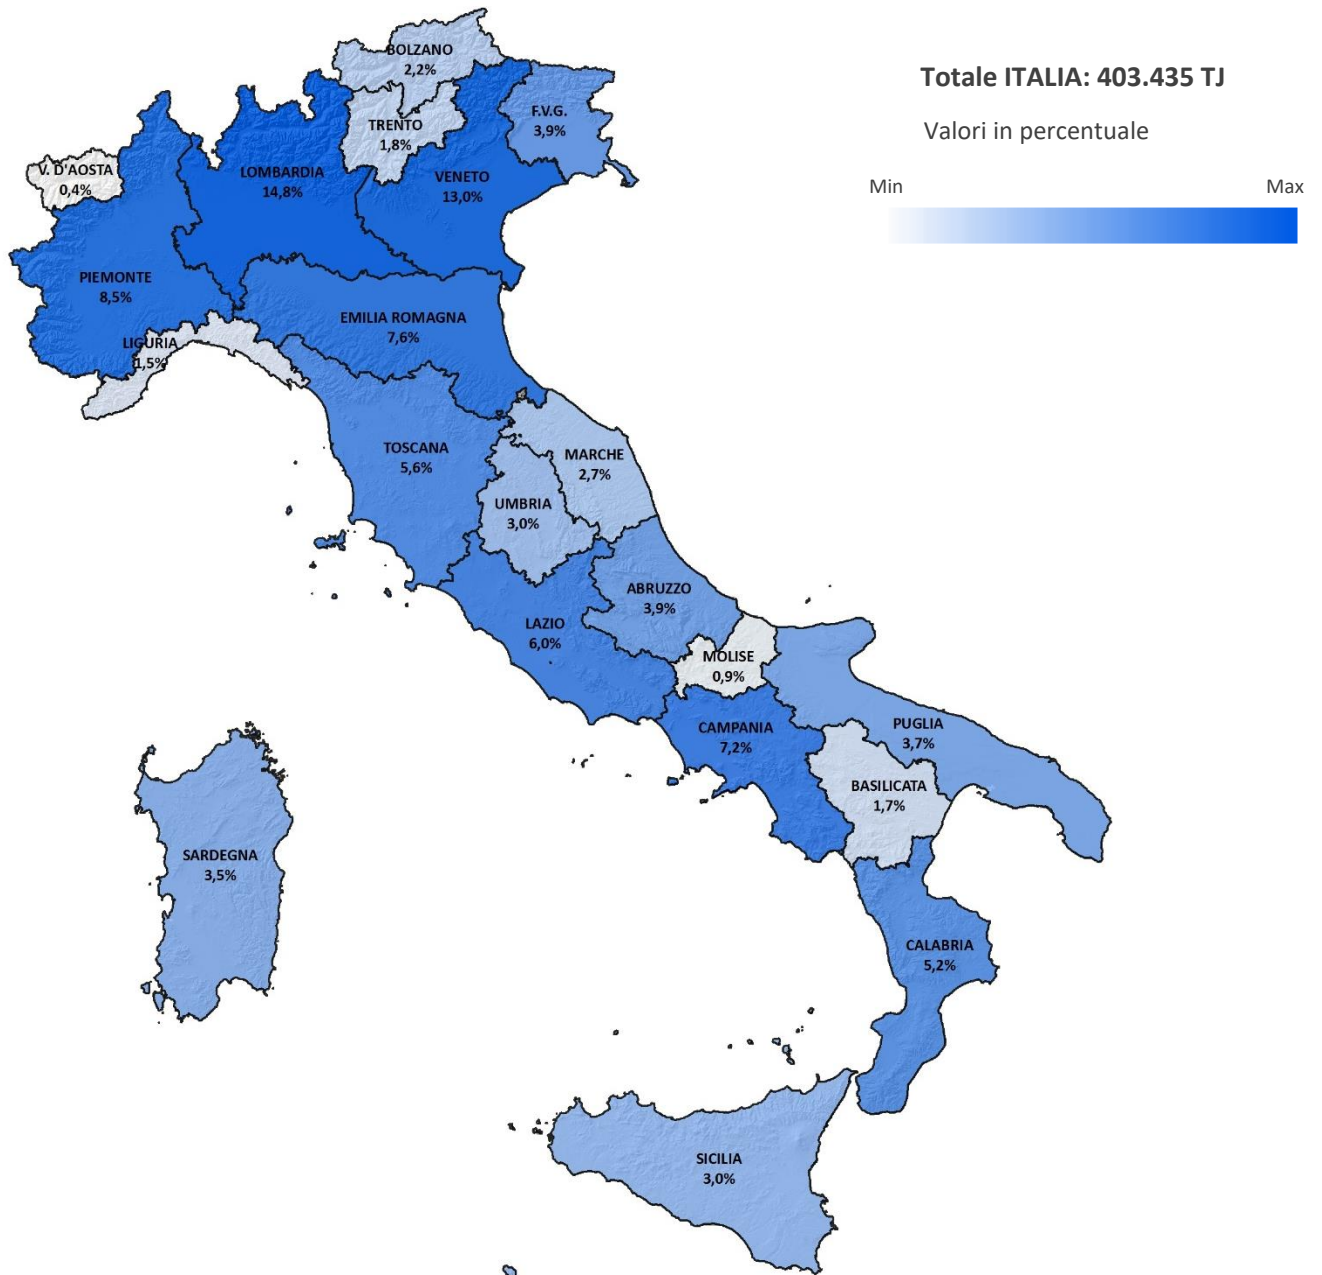 Totale ITALIA: 403.435 TJ
Valori in percentuale
Min
Max
BOLZANO
2,2%
TRENTO
1,8%
F.V.G.
3,9%
V. D'AOSTA
0,4%
LOMBARDIA
14,8%
VENETO
13,0%
PIEMONTE
8,5%
EMILIA ROMAGNA
7,6%
LIGURIA
1,5%
TOSCANA
5,6%
MARCHE
2,7%
UMBRIA
3,0%
ABRUZZO
3,9%
LAZIO
6,0%
MOLISE
0,9%
CAMPANIA
7,2%
PUGLIA
3,7%
BASILICATA
1,7%
SARDEGNA
3,5%
CALABRIA
5,2%
SICILIA
3,0%